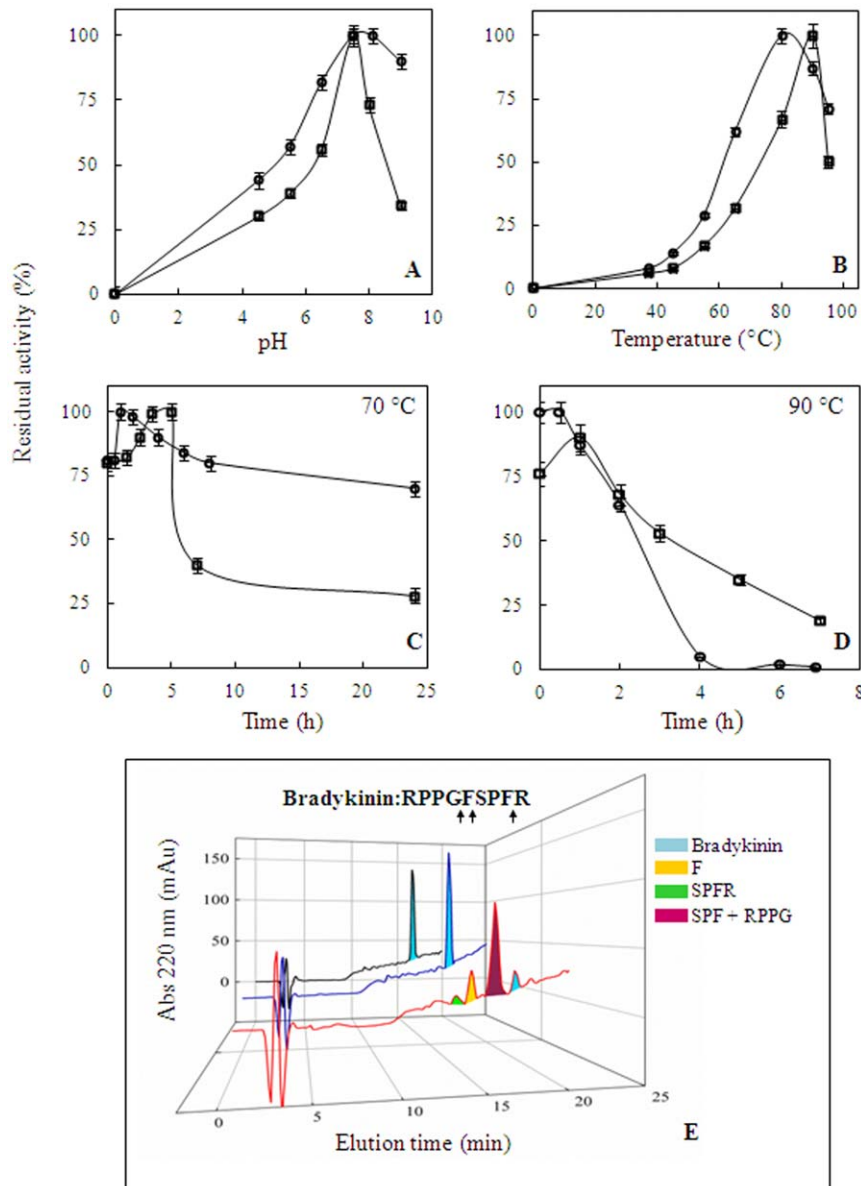 Residual activity (%)
100
75
50
25
0
0
2
4
6
8
10
pH
A
100
75
50
25
0
0
20
40
60
80
100
Temperature (°C)
B
100
75
50
25
0
0
5
10
15
20
25
Time (h)
70 °C
C
100
75
50
25
0
0
2
4
6
8
Time (h)
90 °C
D
Bradykinin:RPPGFSPFR
Bradykinin
F
SPFR
SPF + RPPG
Abs 220 nm (mAu)
150
100
50
0
0
5
10
15
20
25
Elution time (min)
E